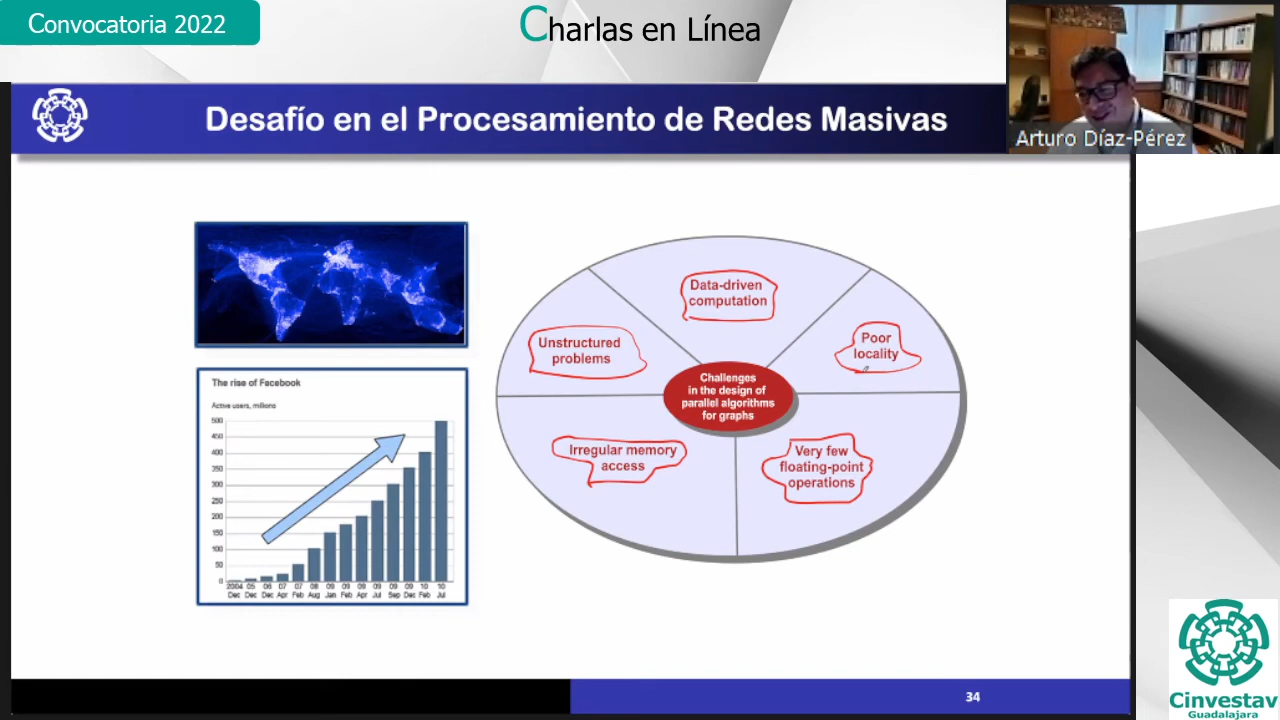 Convocatoria 2022
Charlas en Línea
Desafío en el Procesamiento de Redes Masivas
Arturo Díaz-Pérez
The rise of Facebook
Active users, millions
500
450
400
350
300
250
200
150
100
50
0
2004 05 06 07 07 08 09 09 09 09 09 09 10 10
Dec Dec Dec Apr Feb Aug Jan Feb Apr Jul Sep Dec Feb Jul
Data-driven
computation
Unstructured
problems
Poor
locality
Challenges
in the design of
parallel algorithms
for graphs
Irregular memory
access
Very few
floating-point
operations
34
Cinvestav
Guadalajara